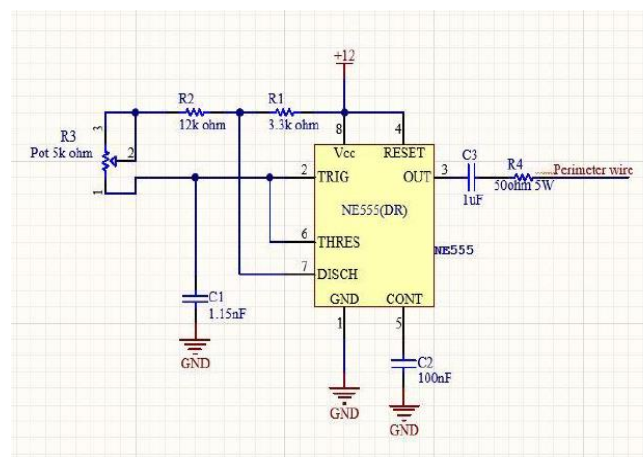 +12
R2
12k ohm
R1
3.3k ohm
R3
Pot 5k ohm
3
2
1
8
4
Vcc
RESET
2
TRIG
OUT
3
C3
1uF
R4
50ohm 5W
Perimeter wire
NE555(DR)
6
THRES
NE555
7
DISCH
C1
1.15nF
GND
GND
CONT
1
5
C2
100nF
GND
GND